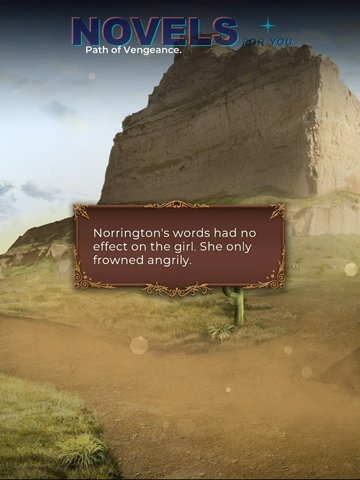 NOVELS
FOR YOU
Path of Vengeance.
Norrington's words had no
effect on the girl. She only
frowned angrily.